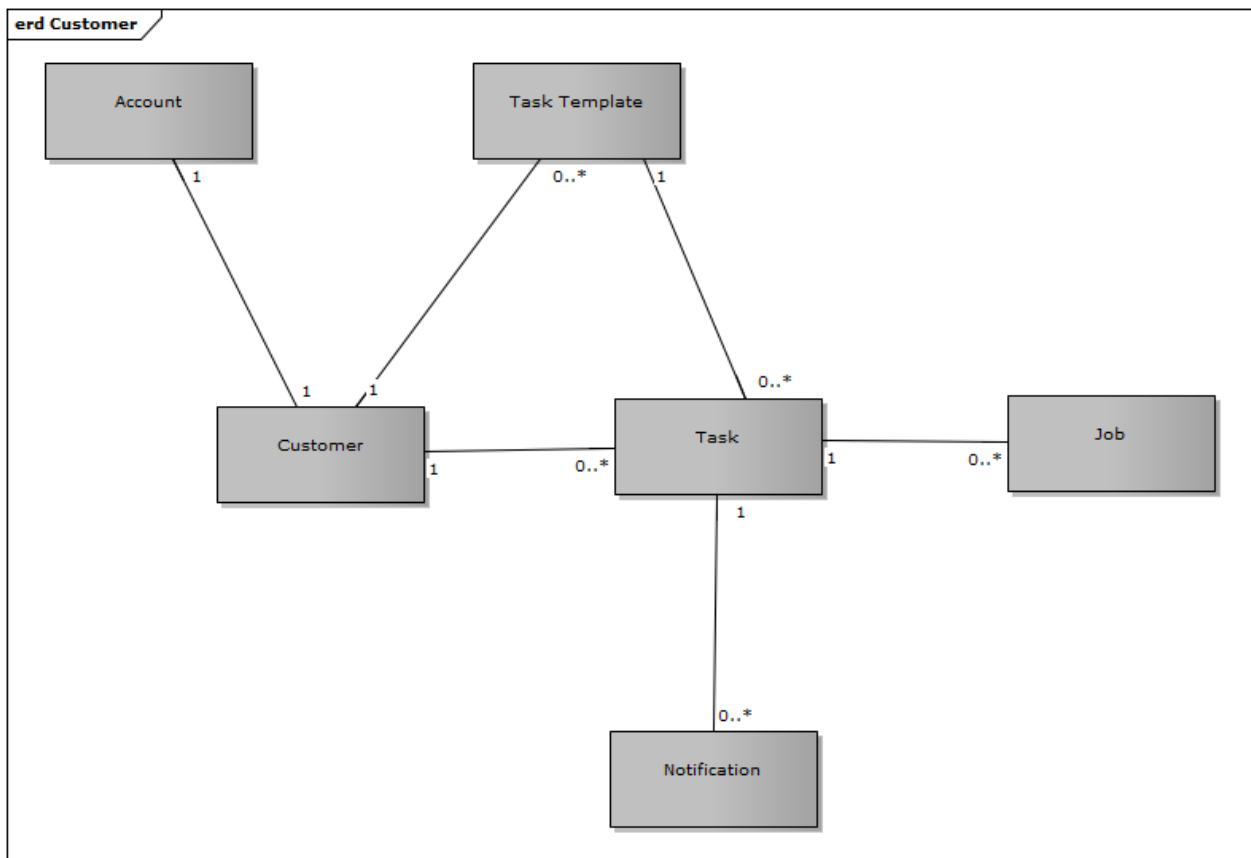 erd Customer
Account
Task Template
1
0..*
1
1
1
0..*
Customer
Task
Job
1
0..*
1
0..*
1
0..*
Notification